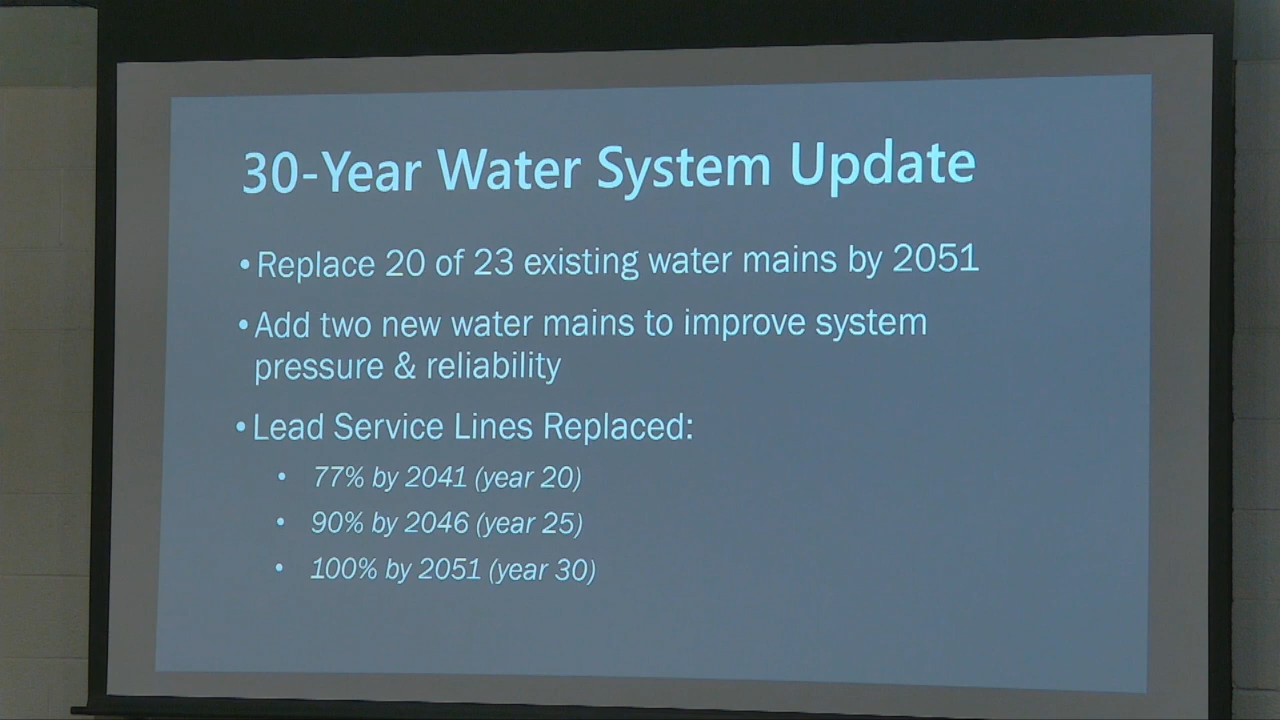 30-Year Water System Update
•Replace 20 of 23 existing water mains by 2051
•Add two new water mains to improve system
pressure & reliability
•Lead Service Lines Replaced:
• 77% by 2041 (year 20)
• 90% by 2046 (year 25)
• 100% by 2051 (year 30)